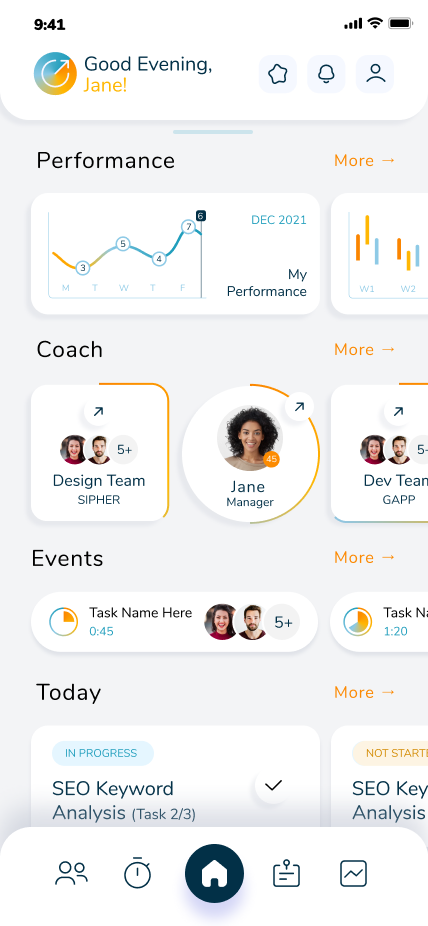 9:41
Good Evening,
Jane!
Performance
More →
DEC 2021
6
7
5
4
3
M T W T F
My
Performance
W1 W2
Coach
More →
5+
Design Team
SIPHER
45
Jane
Manager
5-
Dev Team
GAPP
Events
More →
Task Name Here
0:45
5+
Task Na
1:20
Today
More →
IN PROGRESS
SEO Keyword
Analysis (Task 2/3)
NOT STARTE
SEO Key
Analysis